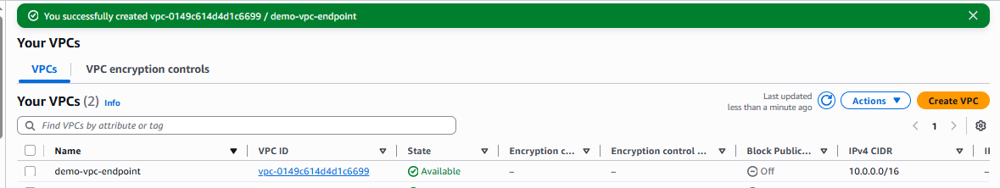 You successfully created vpc-0149c614d4d1c6699 / demo-vpc-endpoint
Your VPCs
VPCs VPC encryption controls
Your VPCs (2) Info
Last updated
less than a minute ago
Actions
Create VPC
Find VPCs by attribute or tag
1
Name VPC ID State Encryption c... Encryption control ... Block Public... IPv4 CIDR
demo-vpc-endpoint vpc-0149c614d4d1c6699 Available – – Off 10.0.0.0/16 –